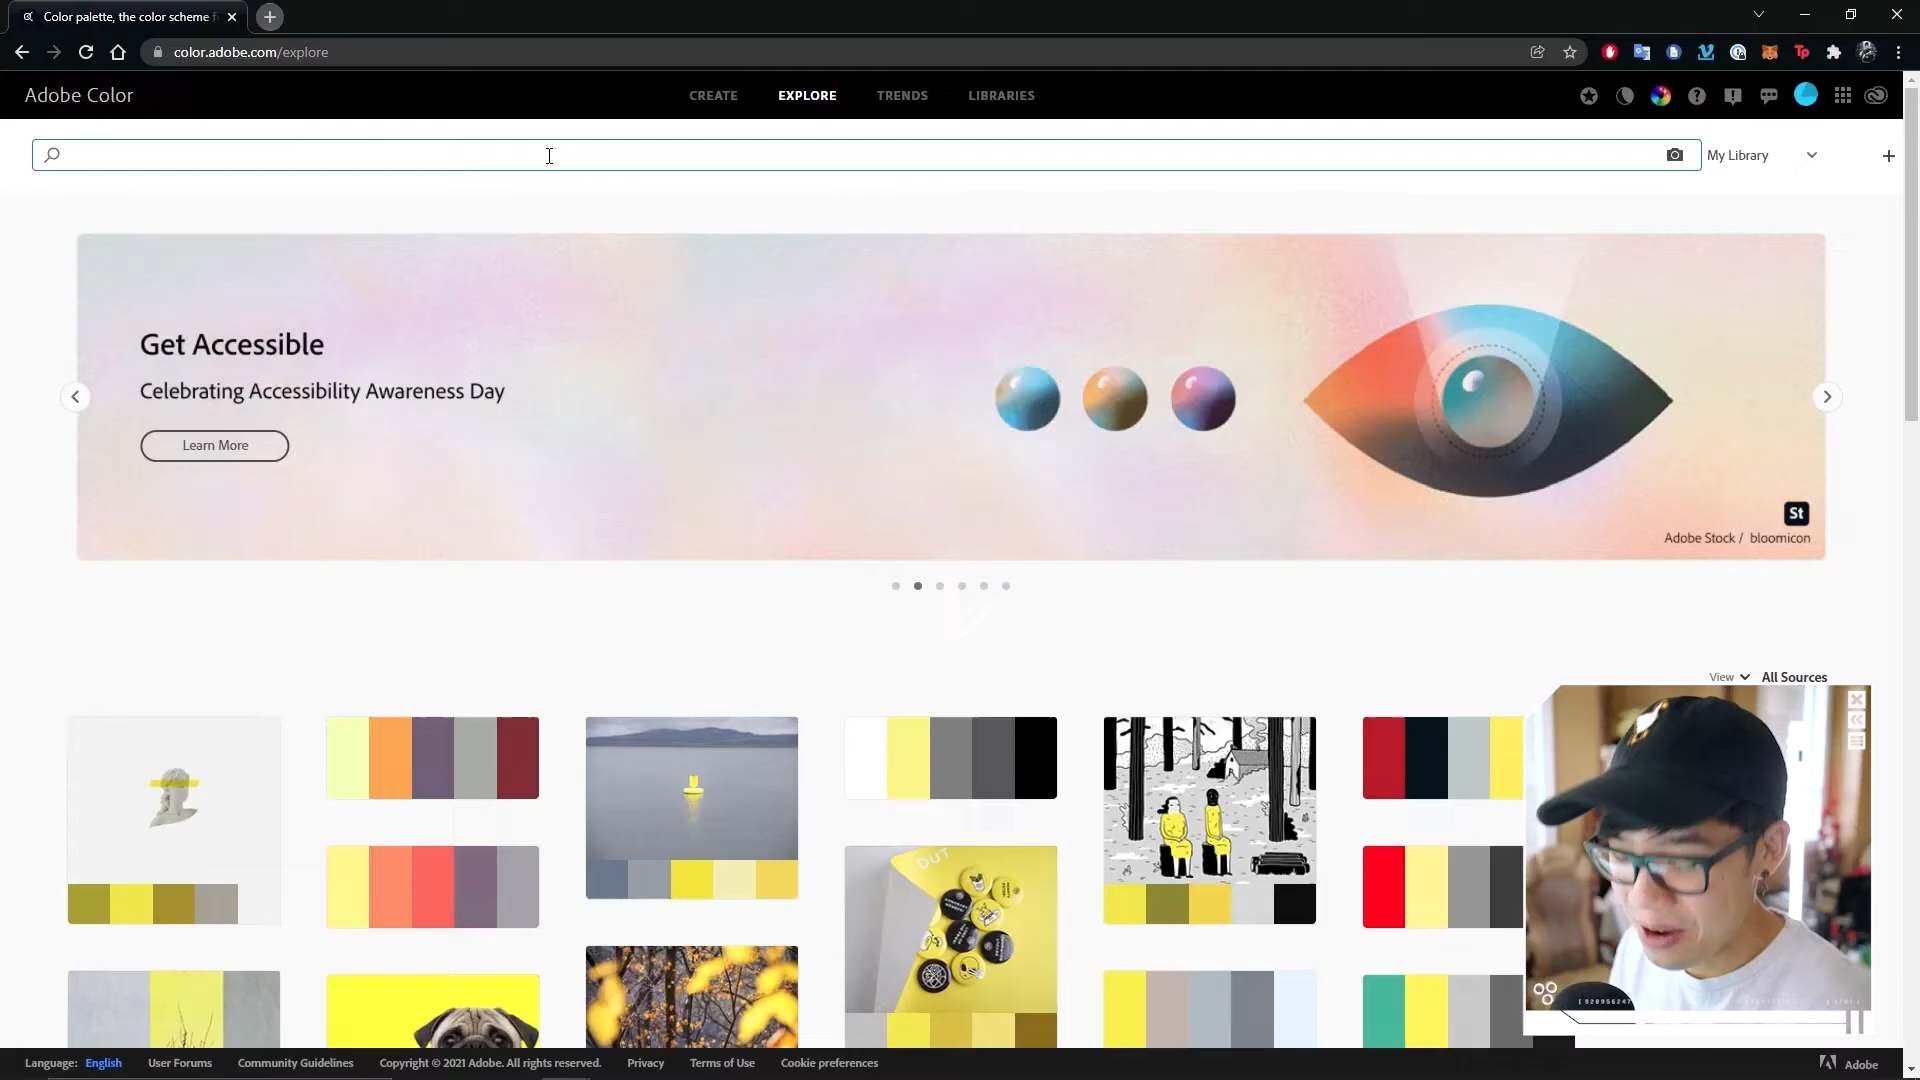 Color palette, the color scheme f
color.adobe.com/explore
Adobe Color
CREATE
EXPLORE
TRENDS
LIBRARIES
My Library
Get Accessible
Celebrating Accessibility Awareness Day
Learn More
St
Adobe Stock / bloomicon
View
All Sources
OUT
Language: English
User Forums
Community Guidelines
Copyright © 2021 Adobe. All rights reserved.
Privacy
Terms of Use
Cookie preferences
Adobe